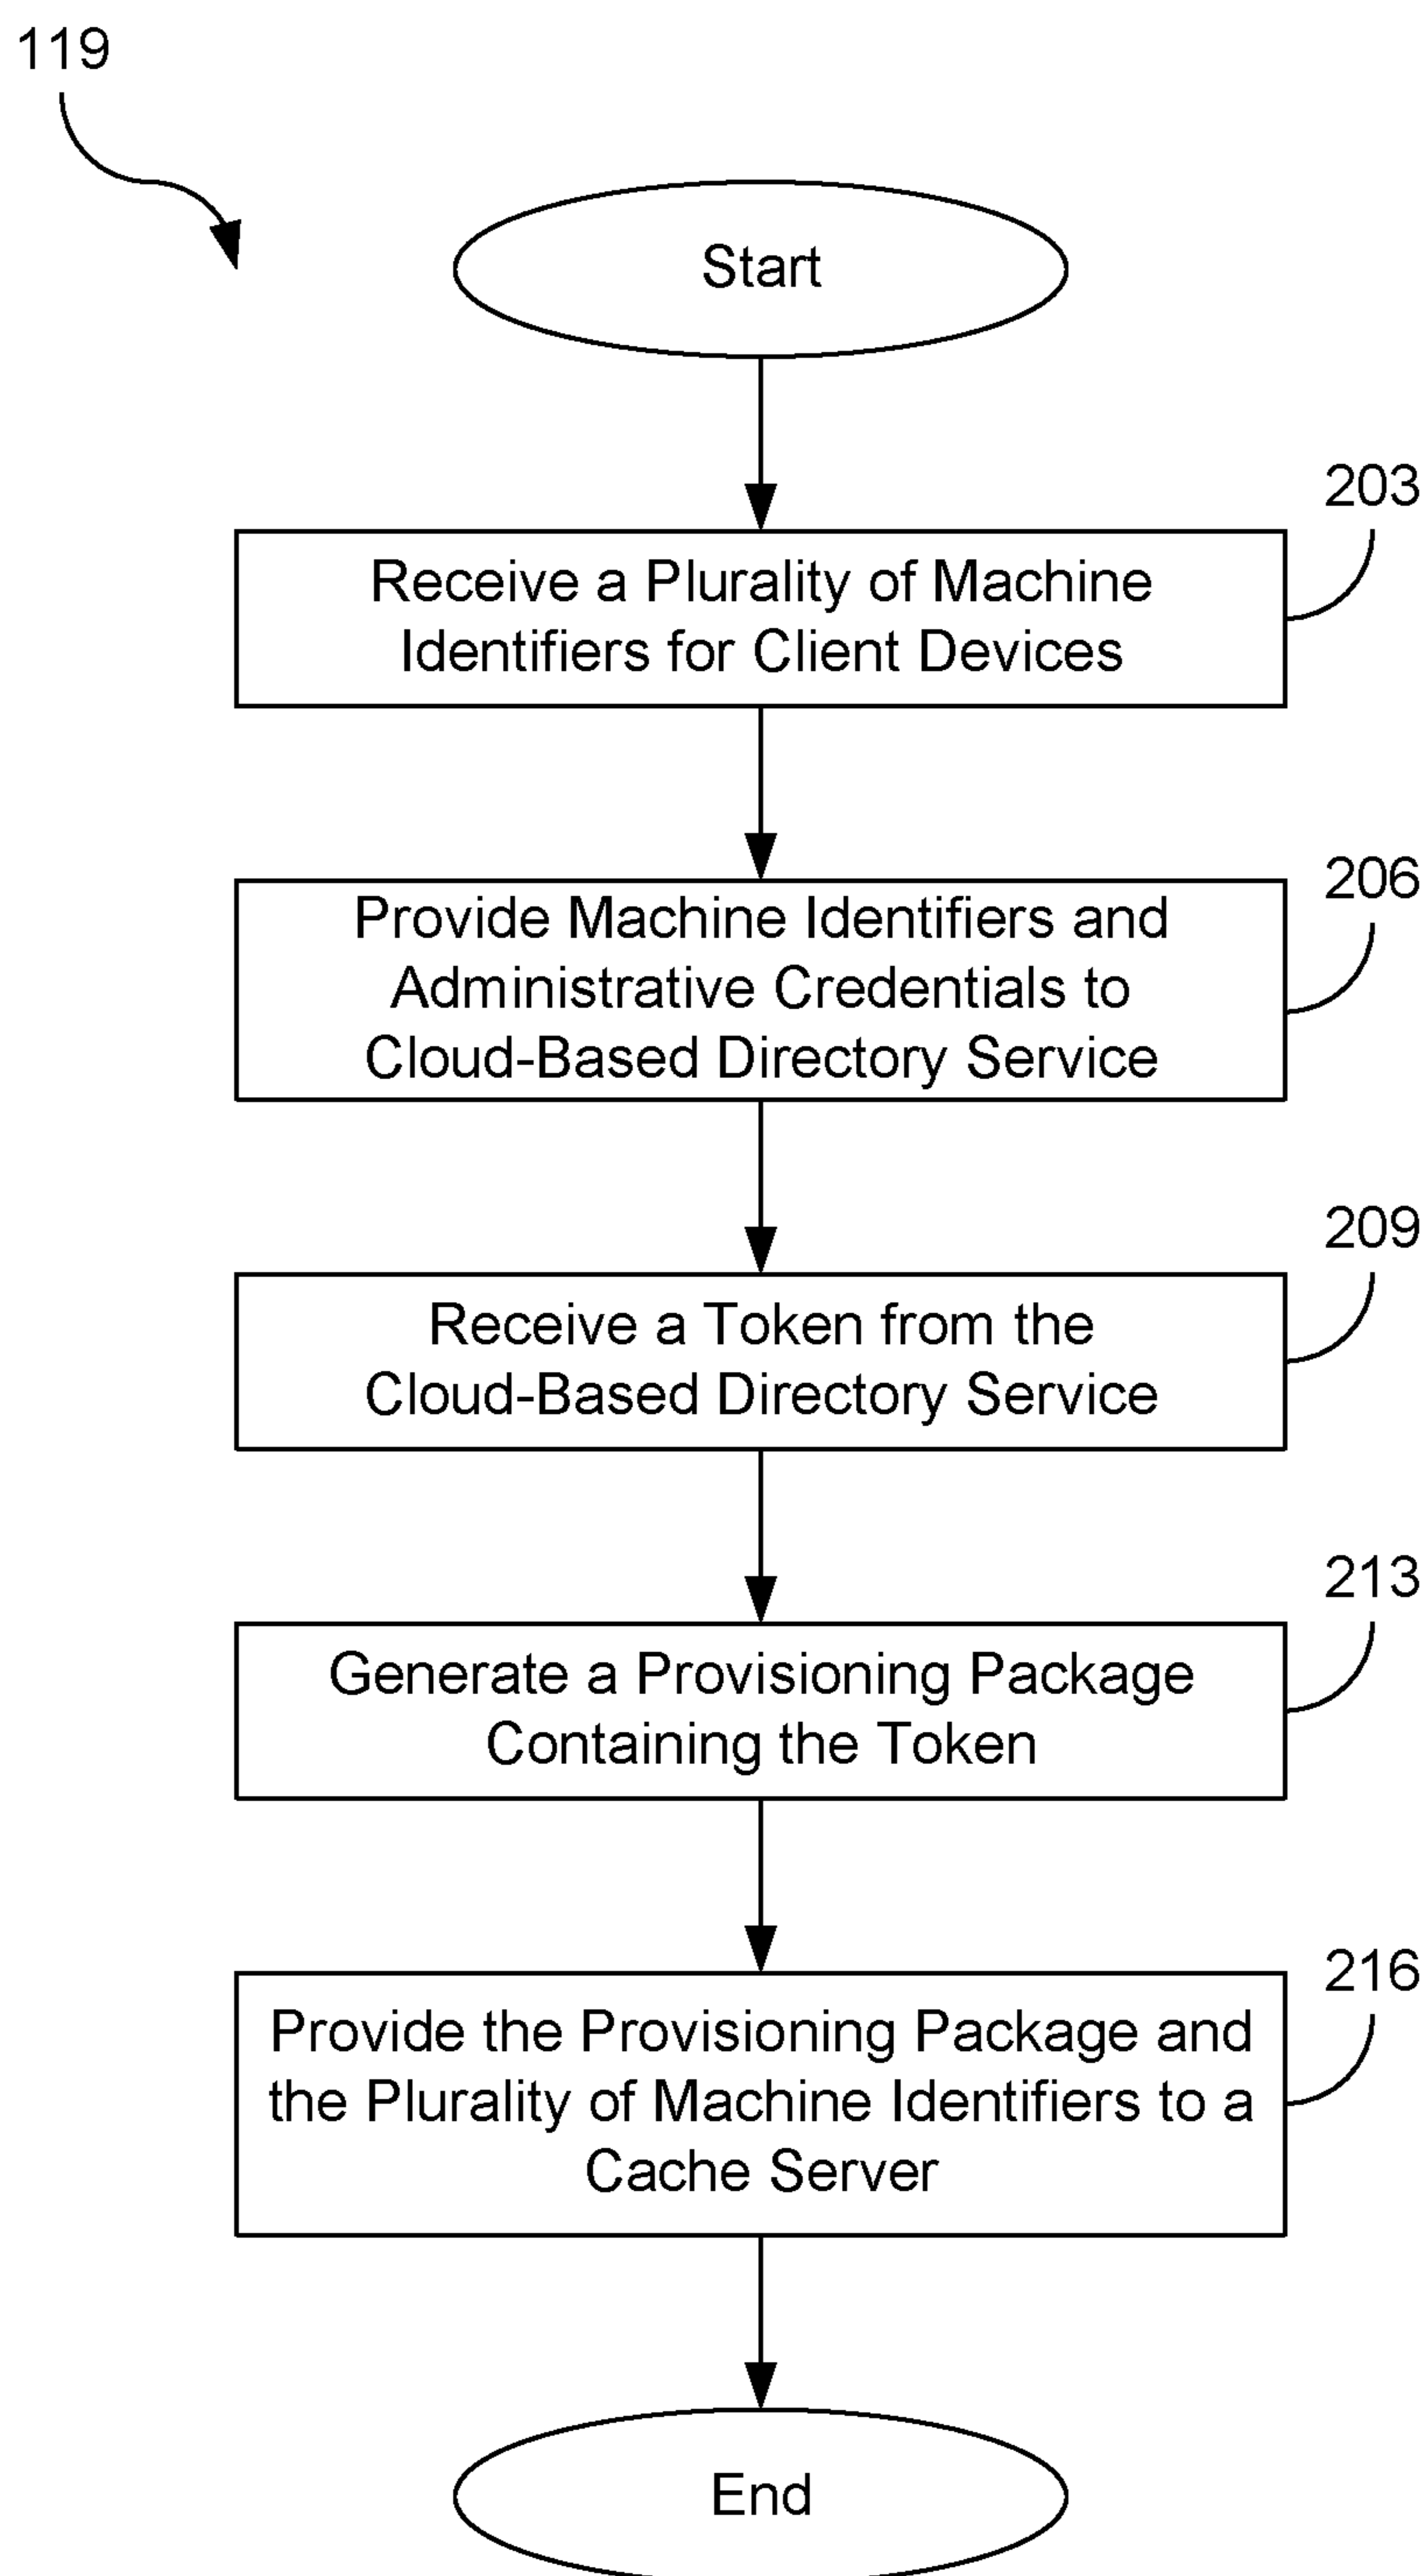 119
Start
203
Receive a Plurality of Machine
Identifiers for Client Devices
206
Provide Machine Identifiers and
Administrative Credentials to
Cloud-Based Directory Service
209
Receive a Token from the
Cloud-Based Directory Service
213
Generate a Provisioning Package
Containing the Token
216
Provide the Provisioning Package and
the Plurality of Machine Identifiers to a
Cache Server
End